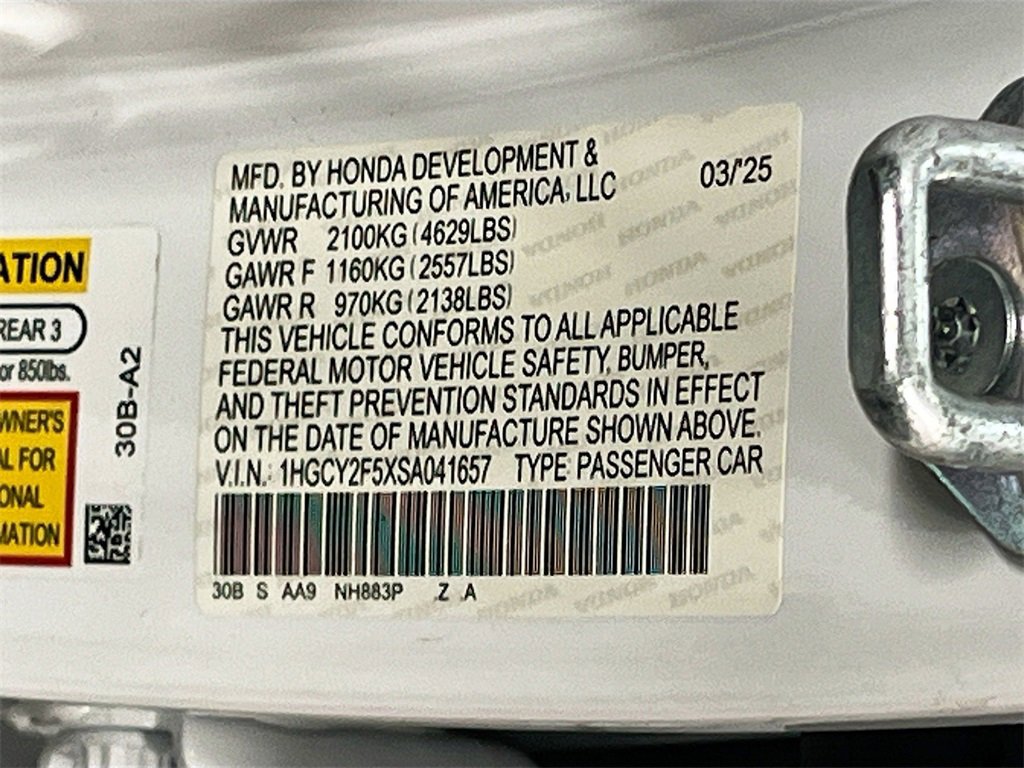 MFD. BY HONDA DEVELOPMENT &
MANUFACTURING OF AMERICA, LLC 03/'25
GVWR 2100KG (4629LBS)
GAWR F 1160KG (2557LBS)
GAWR R 970KG (2138LBS)
THIS VEHICLE CONFORMS TO ALL APPLICABLE
FEDERAL MOTOR VEHICLE SAFETY, BUMPER,
AND THEFT PREVENTION STANDARDS IN EFFECT
ON THE DATE OF MANUFACTURE SHOWN ABOVE.
V.I.N.: 1HGCY2F5XSA041657 TYPE: PASSENGER CAR
30B S AA9 NH883P Z A
ATION
REAR 3
or 850lbs.
WNER'S
AL FOR
ONAL
MATION
30B-A2
HONDA